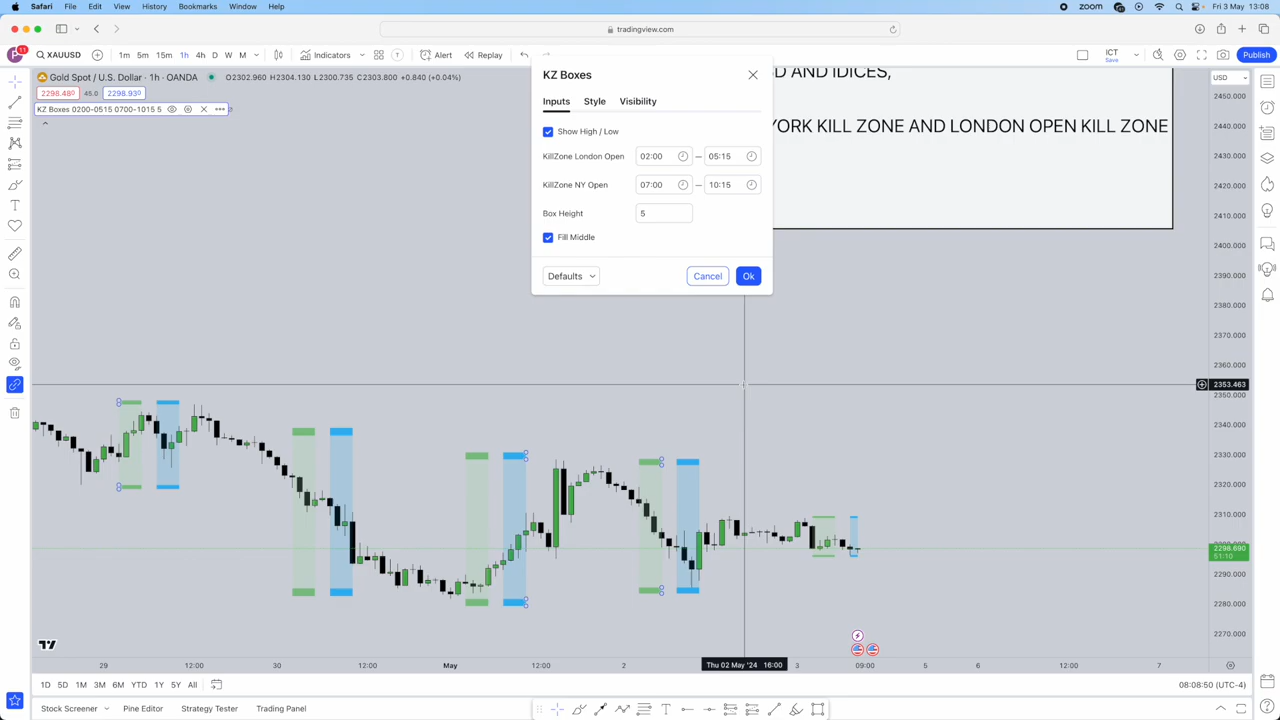 Safari File Edit View History Bookmarks Window Help
zoom Fri 3 May 13:08
tradingview.com
P 11 XAUUSD 1m 5m 15m 1h 4h D W M Indicators Alert Replay ICT Save Publish
Gold Spot / U.S. Dollar · 1h · OANDA O2302.960 H2304.130 L2300.735 C2303.800 +0.840 (+0.04%)
2298.480 45.0 2298.930
KZ Boxes 0200-0515 0700-1015 5
KZ Boxes
Inputs Style Visibility
Show High / Low
KillZone London Open 02:00 — 05:15
KillZone NY Open 07:00 — 10:15
Box Height 5
Fill Middle
Defaults Cancel Ok
D AND IDICES,
YORK KILL ZONE AND LONDON OPEN KILL ZONE
USD
2450.000
2440.000
2430.000
2420.000
2410.000
2400.000
2390.000
2380.000
2370.000
2360.000
2353.463
2350.000
2340.000
2330.000
2320.000
2310.000
2298.690
51:10
2290.000
2280.000
2270.000
29 12:00 30 12:00 May 12:00 2 Thu 02 May '24 16:00 3 09:00 5 6 12:00 7
1D 5D 1M 3M 6M YTD 1Y 5Y All 08:08:50 (UTC-4)
Stock Screener Pine Editor Strategy Tester Trading Panel